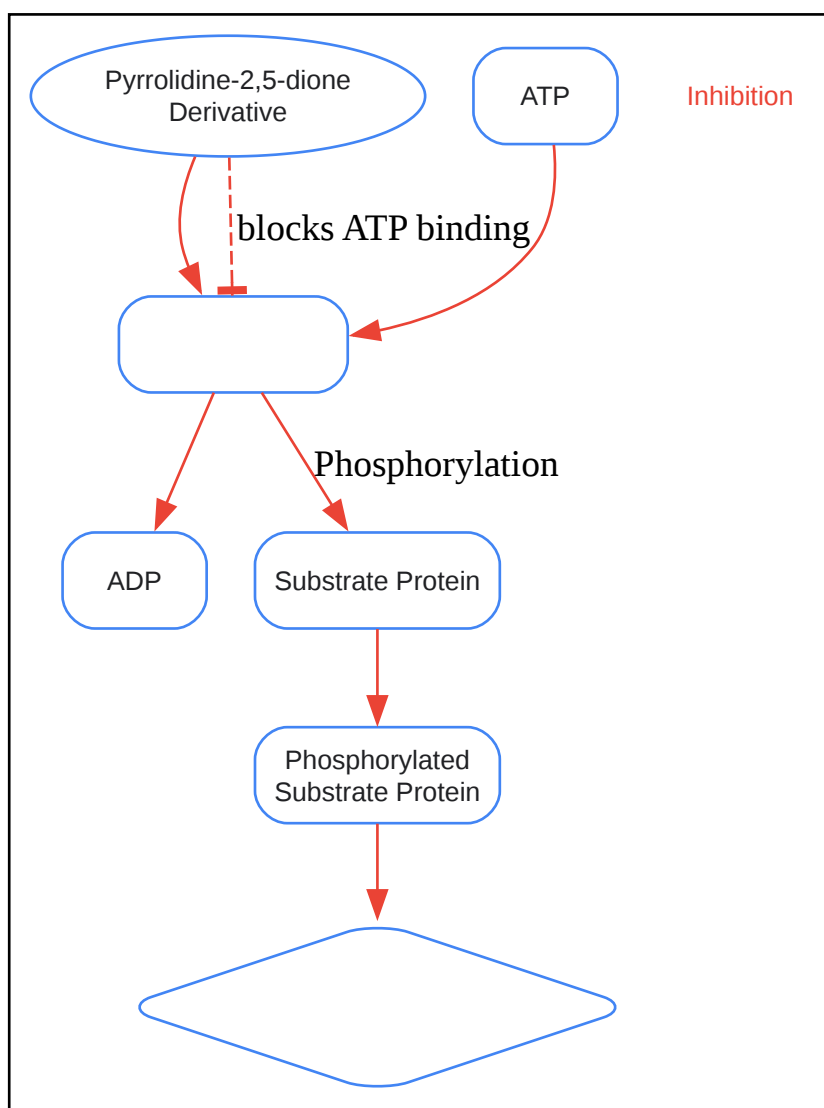 Pyrrolidine-2,5-dione
Derivative
ATP
Inhibition
blocks ATP binding
Phosphorylation
ADP
Substrate Protein
Phosphorylated
Substrate Protein